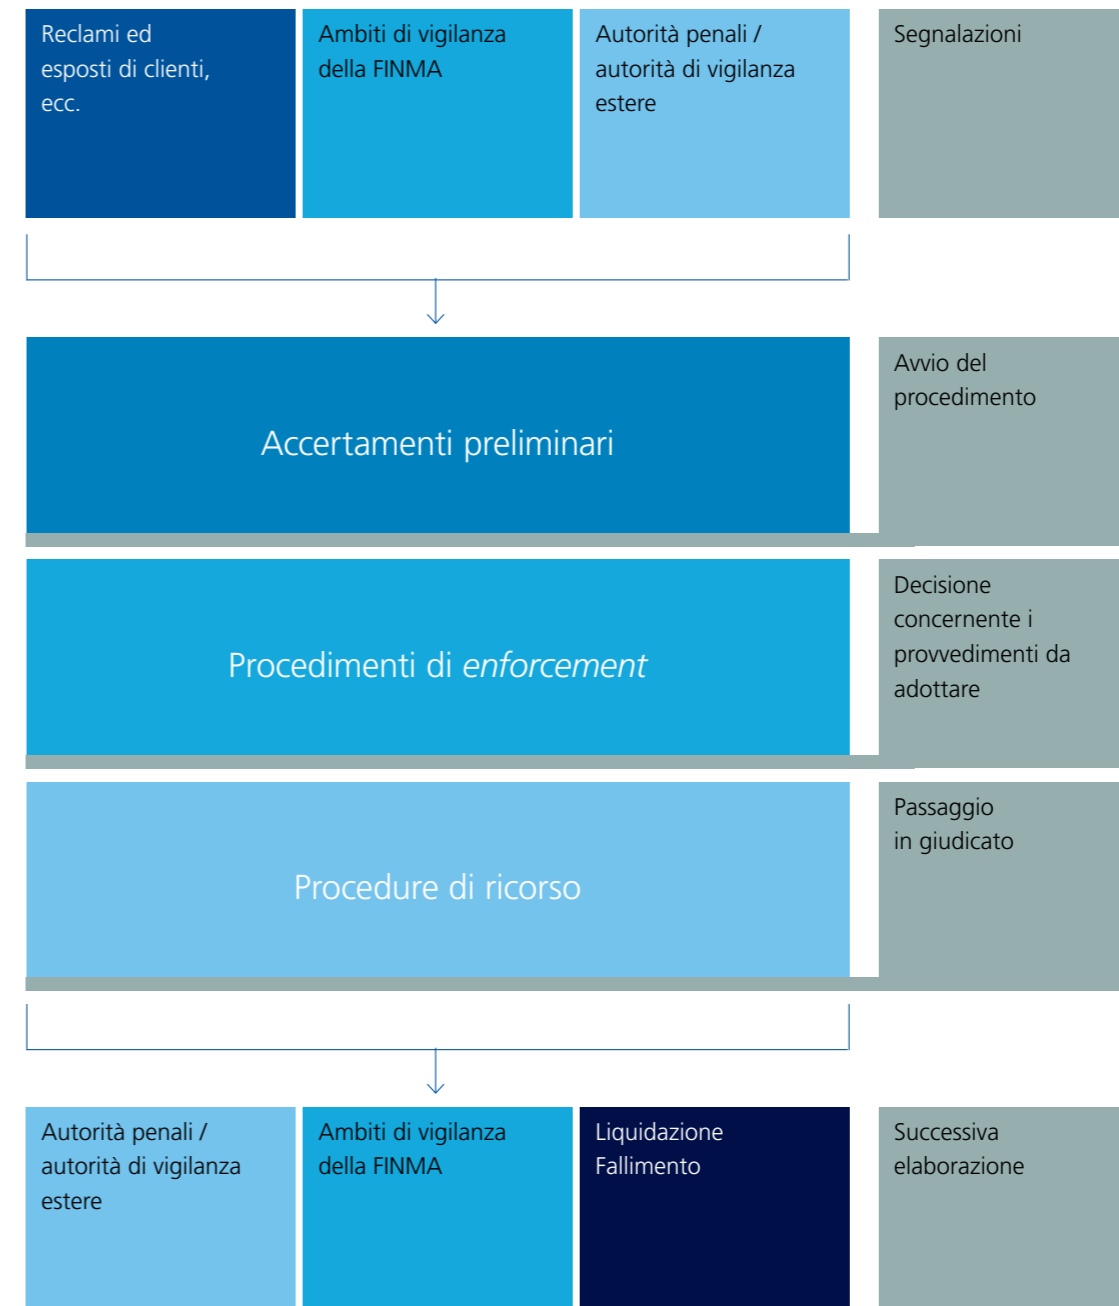 Reclami ed
esposti di clienti,
ecc.
Ambiti di vigilanza
della FINMA
Autorità penali /
autorità di vigilanza
estere
Segnalazioni
Accertamenti preliminari
Avvio del
procedimento
Procedimenti di enforcement
Decisione
concernente i
provvedimenti da
adottare
Procedure di ricorso
Passaggio
in giudicato
Autorità penali /
autorità di vigilanza
estere
Ambiti di vigilanza
della FINMA
Liquidazione
Fallimento
Successiva
elaborazione